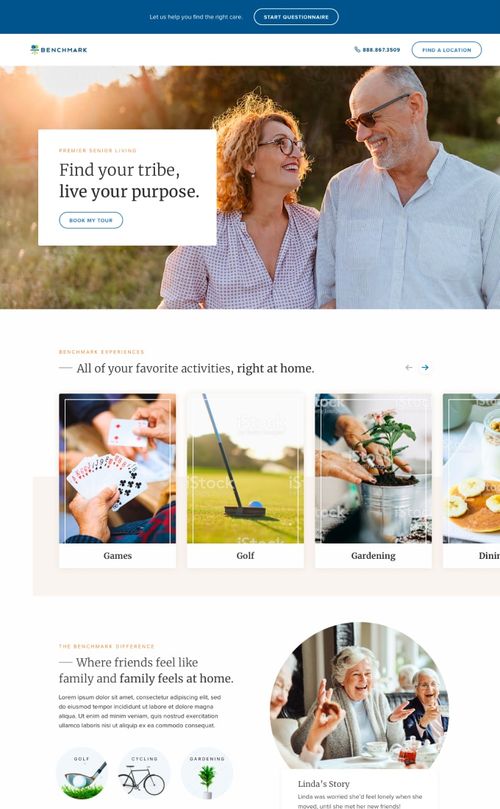 Let us help you find the right care.
START QUESTIONNAIRE
BENCHMARK
888.867.3509
FIND A LOCATION
PREMIER SENIOR LIVING
Find your tribe,
live your purpose.
BOOK MY TOUR
BENCHMARK EXPERIENCES
All of your favorite activities, right at home.
iStock
iStock
iStock
iStock
Games
Golf
Gardening
Dinin
THE BENCHMARK DIFFERENCE
Where friends feel like
family and family feels at home.
Lorem ipsum dolor sit amet, consectetur adipiscing elit, sed
do eiusmod tempor incididunt ut labore et dolore magna
aliqua. Ut enim ad minim veniam, quis nostrud exercitation
ullamco laboris nisi ut aliquip ex ea commodo consequat.
GOLF
CYCLING
GARDENING
Linda's Story
Linda was worried she'd feel lonely when she
moved, until she met her new friends!